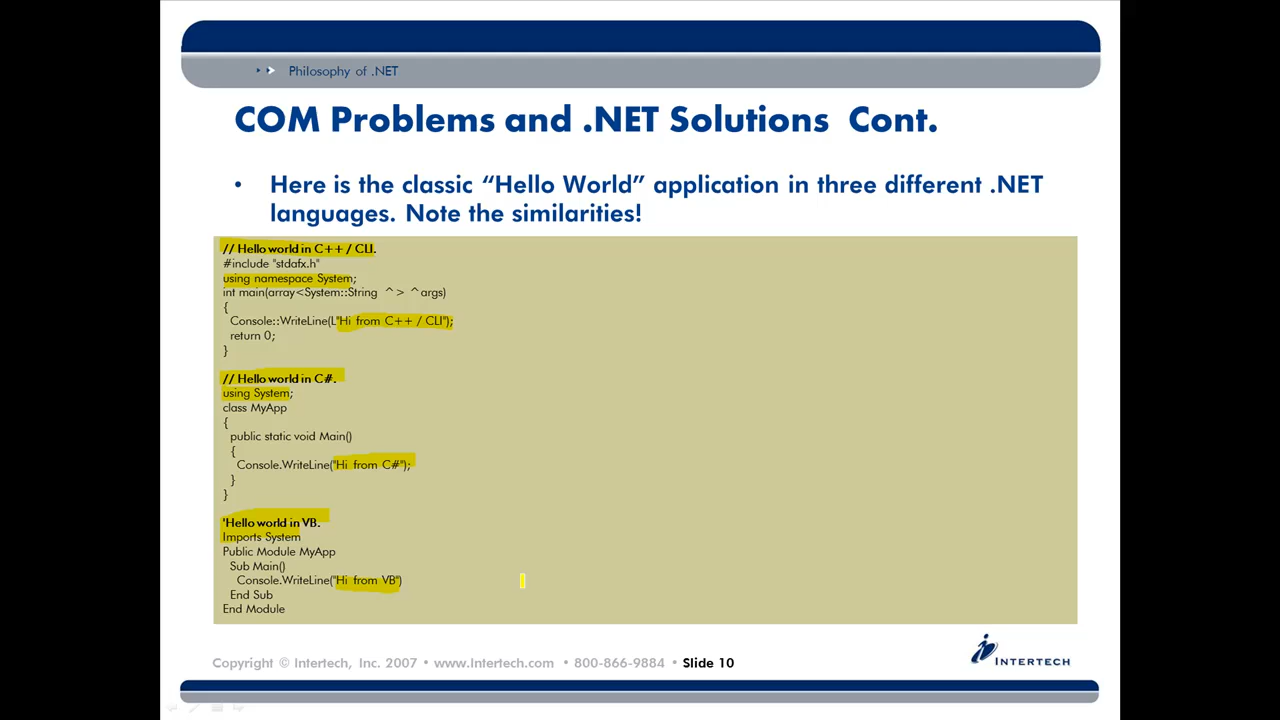 Philosophy of .NET
COM Problems and .NET Solutions Cont.
• Here is the classic “Hello World” application in three different .NET
languages. Note the similarities!
// Hello world in C++ / CLI.
#include "stdafx.h"
using namespace System;
int main(array<System::String ^> ^args)
{
Console::WriteLine(L"Hi from C++ / CLI");
return 0;
}
// Hello world in C#.
using System;
class MyApp
{
public static void Main()
{
Console.WriteLine("Hi from C#");
}
}
'Hello world in VB.
Imports System
Public Module MyApp
Sub Main()
Console.WriteLine("Hi from VB")
End Sub
End Module
Copyright © Intertech, Inc. 2007 • www.Intertech.com • 800-866-9884 • Slide 10
INTERTECH